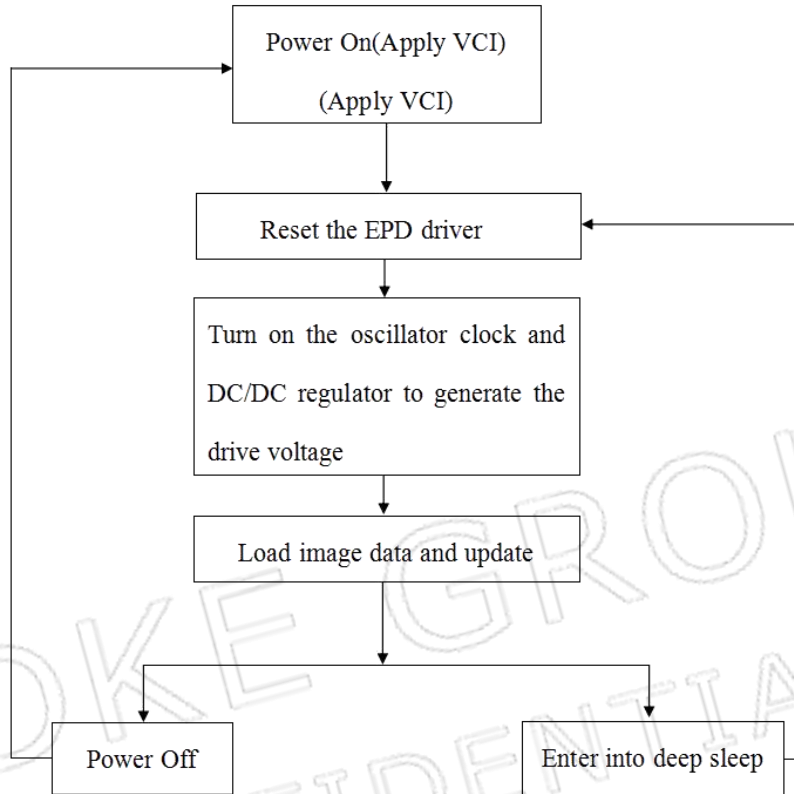 Power On(Apply VCI)
(Apply VCI)
Reset the EPD driver
Turn on the oscillator clock and
DC/DC regulator to generate the
drive voltage
Load image data and update
Power Off
Enter into deep sleep